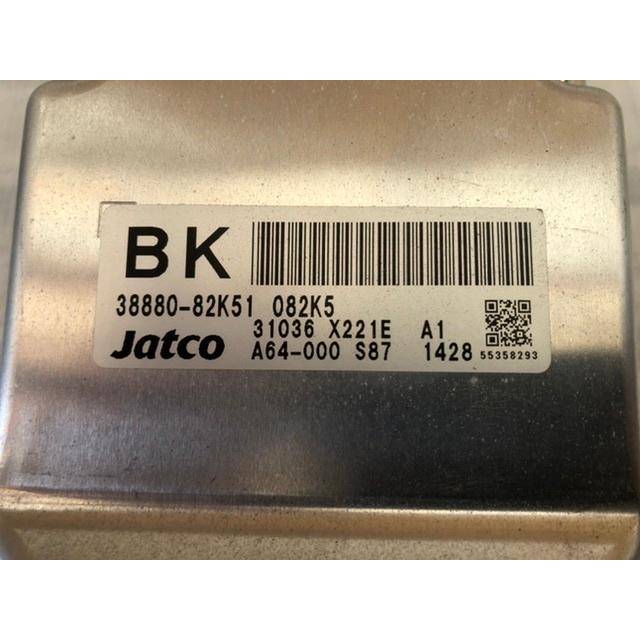 BK
38880-82K51 082K5
31036 X221E A1
Jatco A64-000 S87 1428 55358293